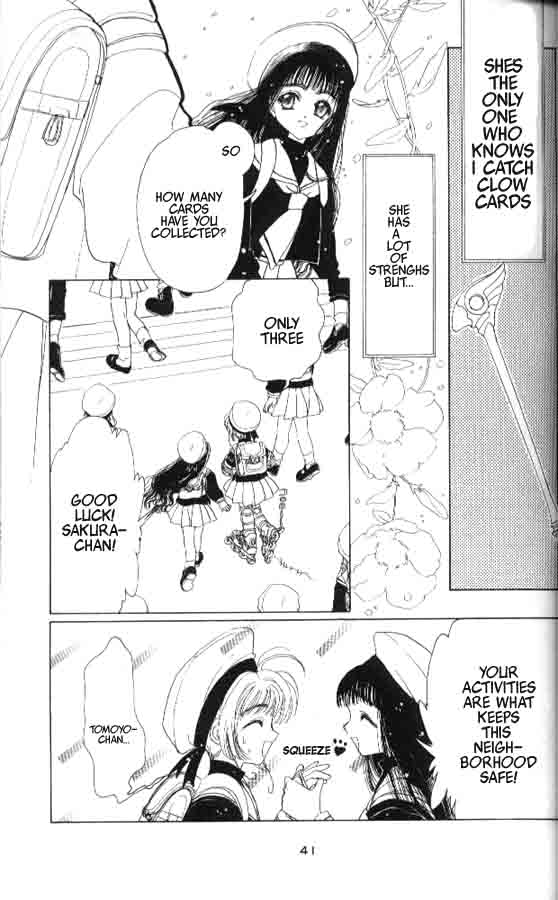 SHES
THE
ONLY
ONE
WHO
KNOWS
I CATCH
CLOW
CARDS
SHE
HAS
A
LOT
OF
STRENGHS
BUT...
SO
HOW MANY
CARDS
HAVE YOU
COLLECTED?
ONLY
THREE
GOOD
LUCK!
SAKURA-
CHAN!
YOUR
ACTIVITIES
ARE WHAT
KEEPS
THIS
NEIGH-
BORHOOD
SAFE!
SQUEEZE
TOMOYO-
CHAN...
41